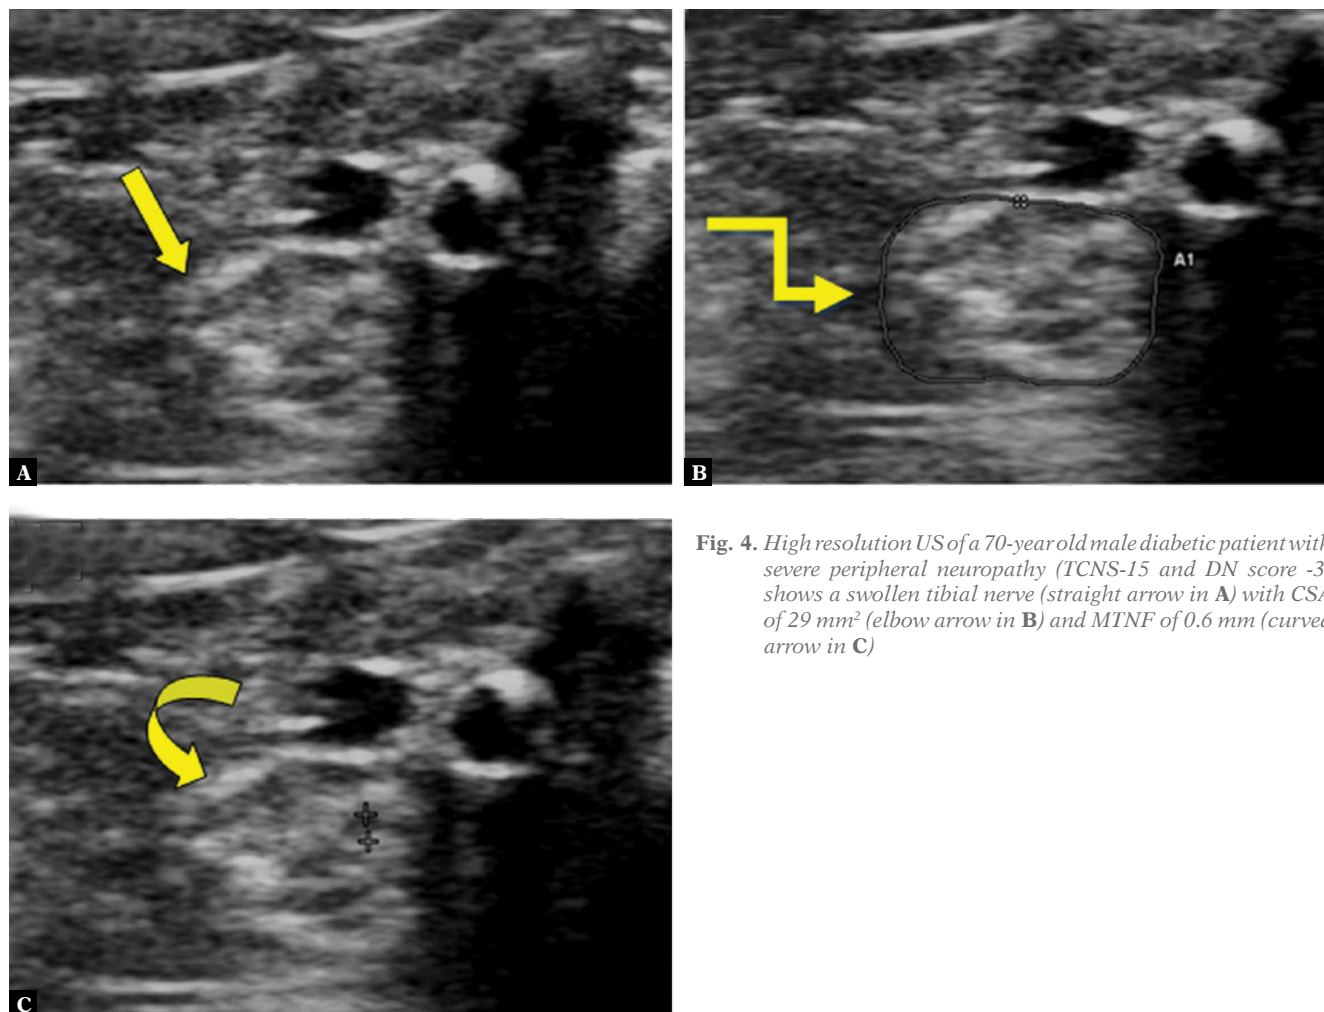 A1
A
B
Fig. 4. High resolution US of a 70-year old male diabetic patient with
severe peripheral neuropathy (TCNS-15 and DN score -3)
shows a swollen tibial nerve (straight arrow in A) with CSA
of 29 mm² (elbow arrow in B) and MTNF of 0.6 mm (curved
arrow in C)
C